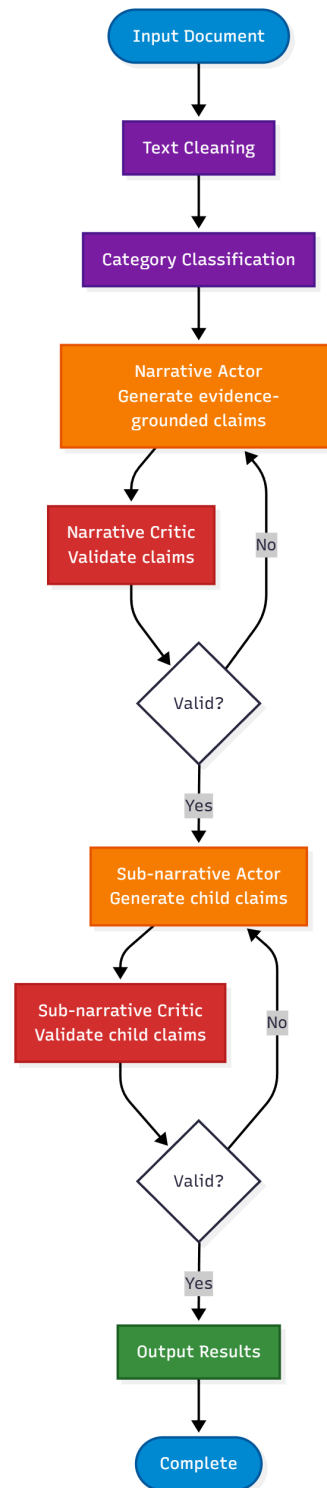 Input Document
Text Cleaning
Category Classification
Narrative Actor
Generate evidence-
grounded claims
Narrative Critic
Validate claims
No
Valid?
Yes
Sub-narrative Actor
Generate child claims
Sub-narrative Critic
Validate child claims
No
Valid?
Yes
Output Results
Complete